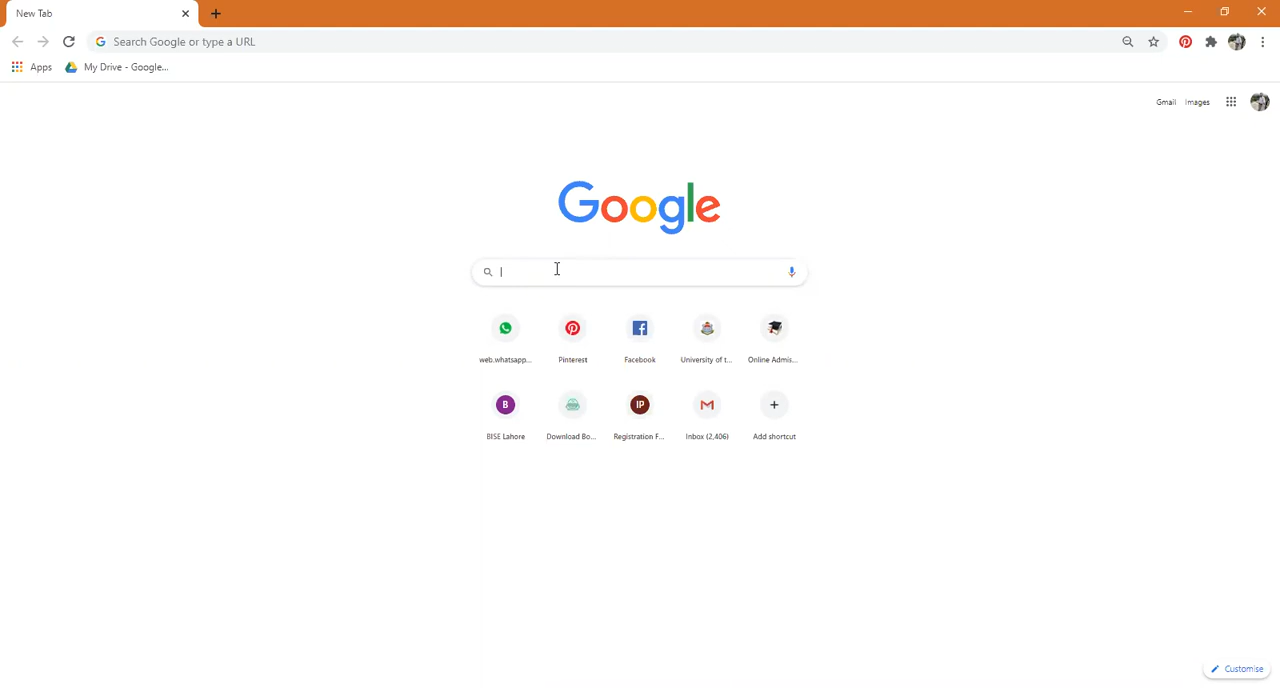 New Tab
Search Google or type a URL
Apps My Drive - Google...
Gmail Images
Google
web.whatsapp... Pinterest Facebook University of t... Online Admis...
B IP
BISE Lahore Download Bo... Registration F... Inbox (2,406) Add shortcut
Customise